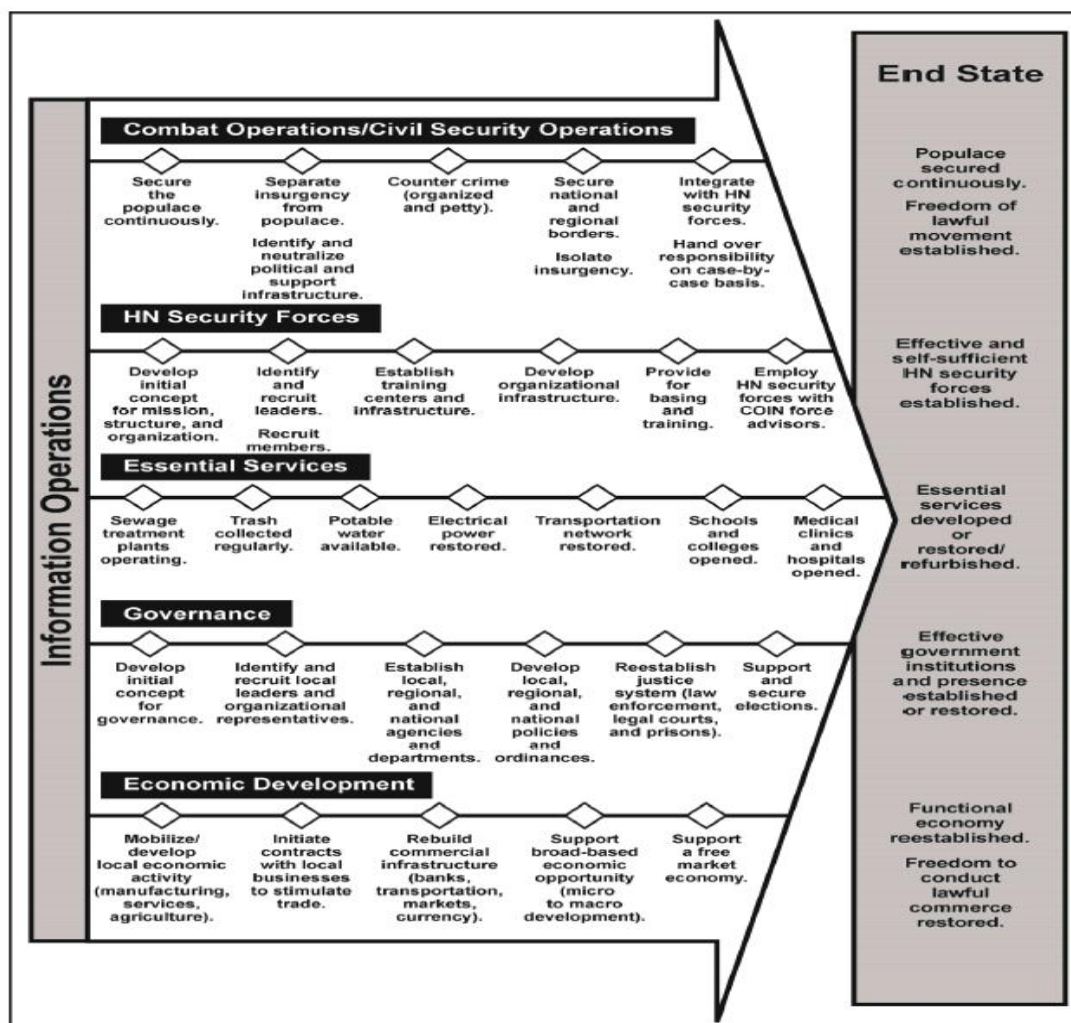 Information Operations
Combat Operations/Civil Security Operations
Secure
the
populace
continuously.
Separate
insurgency
from
populace.
Identify and
neutralize
political and
support
infrastructure.
Counter crime
(organized
and petty).
Secure
national
and
regional
borders.
Isolate
insurgency.
Integrate
with HN
security
forces.
Hand over
responsibility
on case-by-
case basis.
HN Security Forces
Develop
initial
concept
for mission,
structure, and
organization.
Identify
and
recruit
leaders.
Recruit
members.
Establish
training
centers and
infrastructure.
Develop
organizational
infrastructure.
Provide
for
basing
and
training.
Employ
HN security
forces with
COIN force
advisors.
Essential Services
Sewage
treatment
plants
operating.
Trash
collected
regularly.
Potable
water
available.
Electrical
power
restored.
Transportation
network
restored.
Schools
and
colleges
opened.
Medical
clinics
and
hospitals
opened.
Governance
Develop
initial
concept
for
governance.
Identify and
recruit local
leaders and
organizational
representatives.
Establish
local,
regional,
and
national
agencies
and
departments.
Develop
local,
regional,
and
national
policies
and
ordinances.
Reestablish
justice
system (law
enforcement,
legal courts,
and prisons).
Support
and
secure
elections.
Economic Development
Mobilize/
develop
local economic
activity
(manufacturing,
services,
agriculture).
Initiate
contracts
with local
businesses
to stimulate
trade.
Rebuild
commercial
infrastructure
(banks,
transportation,
markets,
currency).
Support
broad-based
economic
opportunity
(micro
to macro
development).
Support
a free
market
economy.
End State
Populace
secured
continuously.
Freedom of
lawful
movement
established.
Effective and
self-sufficient
HN security
forces
established.
Essential
services
developed
or
restored/
refurbished.
Effective
government
institutions
and presence
established
or restored.
Functional
economy
reestablished.
Freedom to
conduct
lawful
commerce
restored.